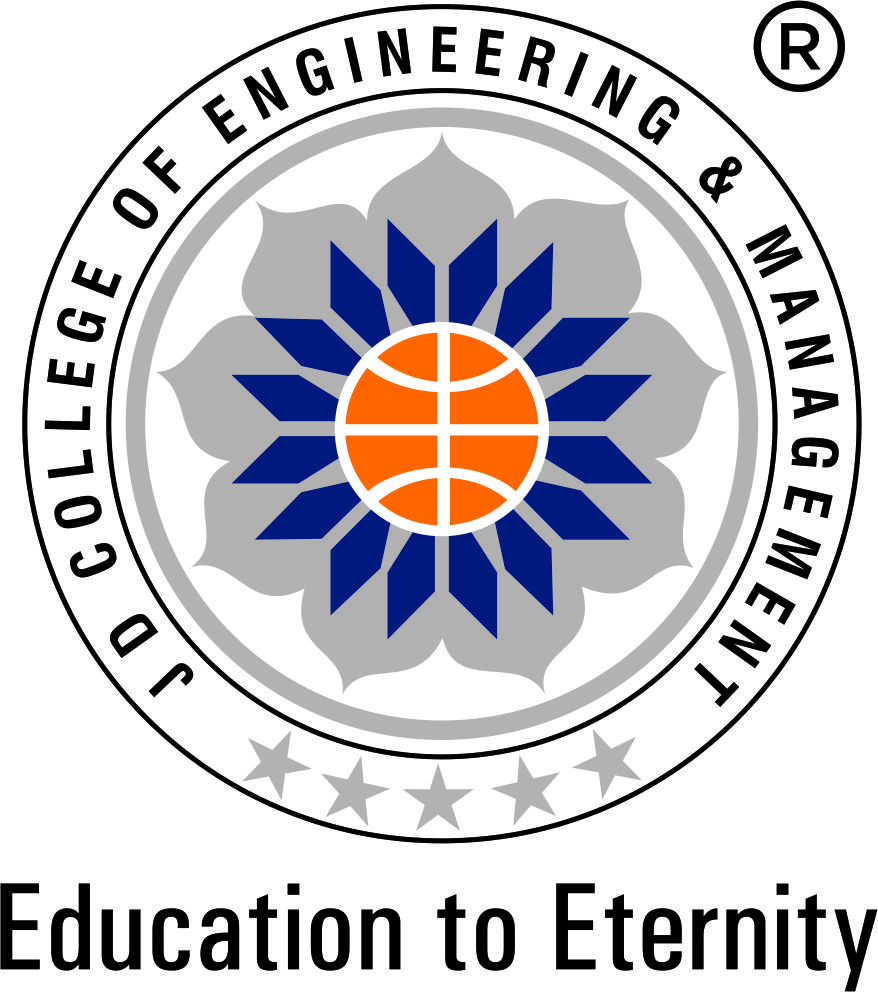 ®
JD COLLEGE OF ENGINEERING & MANAGEMENT
Education to Eternity